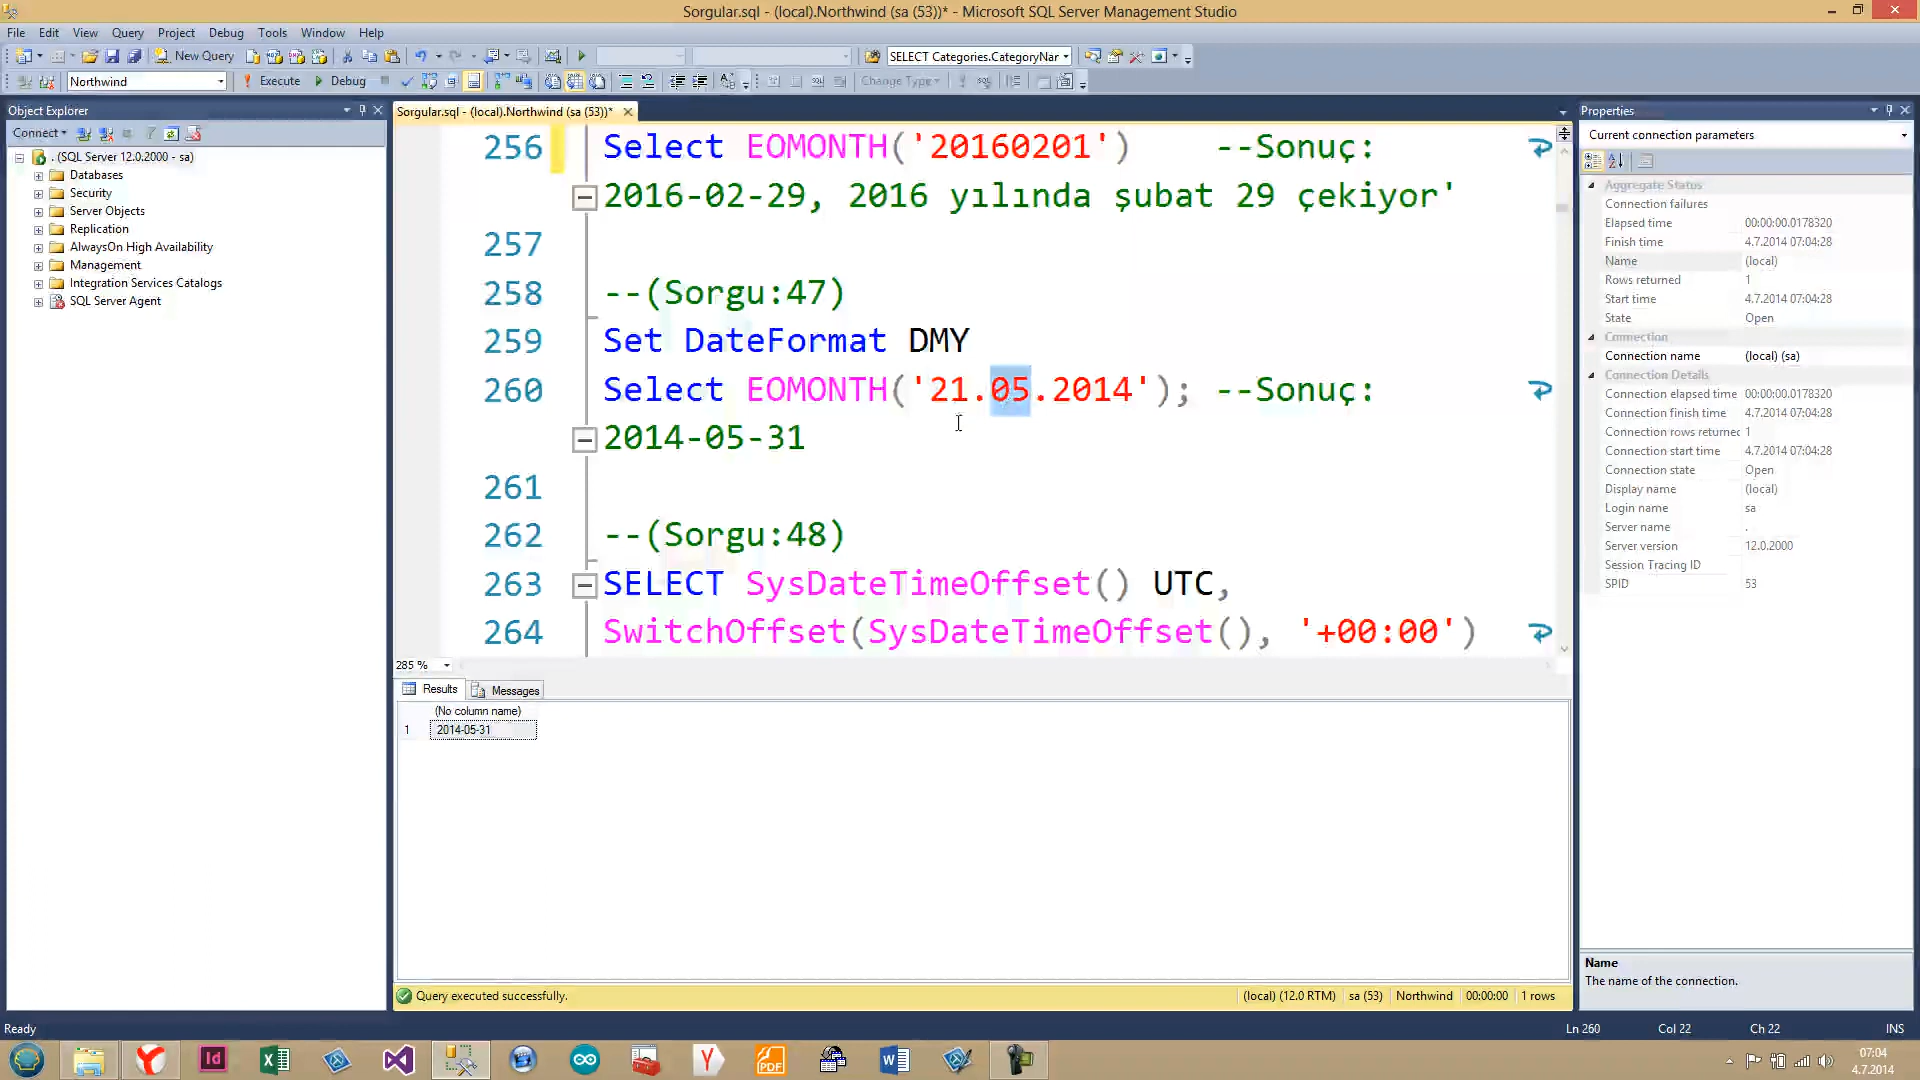 Sorgular.sql - (local).Northwind (sa (53))* - Microsoft SQL Server Management Studio
File Edit View Query Project Debug Tools Window Help
New Query
SELECT Categories.CategoryNar
Northwind
Execute
Debug
Change Type
Object Explorer
Connect
. (SQL Server 12.0.2000 - sa)
Databases
Security
Server Objects
Replication
AlwaysOn High Availability
Management
Integration Services Catalogs
SQL Server Agent
Sorgular.sql - (local).Northwind (sa (53))*
256 Select EOMONTH('20160201') --Sonuç:
2016-02-29, 2016 yılında şubat 29 çekiyor'
257
258 --(Sorgu:47)
259 Set DateFormat DMY
260 Select EOMONTH('21.05.2014'); --Sonuç:
2014-05-31
261
262 --(Sorgu:48)
263 SELECT SysDateTimeOffset() UTC,
264 SwitchOffset(SysDateTimeOffset(), '+00:00')
285 %
Results Messages
(No column name)
1 2014-05-31
Query executed successfully.
(local) (12.0 RTM) sa (53) Northwind 00:00:00 1 rows
Properties
Current connection parameters
Aggregate Status
Connection failures
Elapsed time 00:00:00.0178320
Finish time 4.7.2014 07:04:28
Name (local)
Rows returned 1
Start time 4.7.2014 07:04:28
State Open
Connection
Connection name (local) (sa)
Connection Details
Connection elapsed time 00:00:00.0178320
Connection finish time 4.7.2014 07:04:28
Connection rows returned 1
Connection start time 4.7.2014 07:04:28
Connection state Open
Display name (local)
Login name sa
Server name .
Server version 12.0.2000
Session Tracing ID
SPID 53
Name
The name of the connection.
Ready
Ln 260 Col 22 Ch 22 INS
07:04
4.7.2014